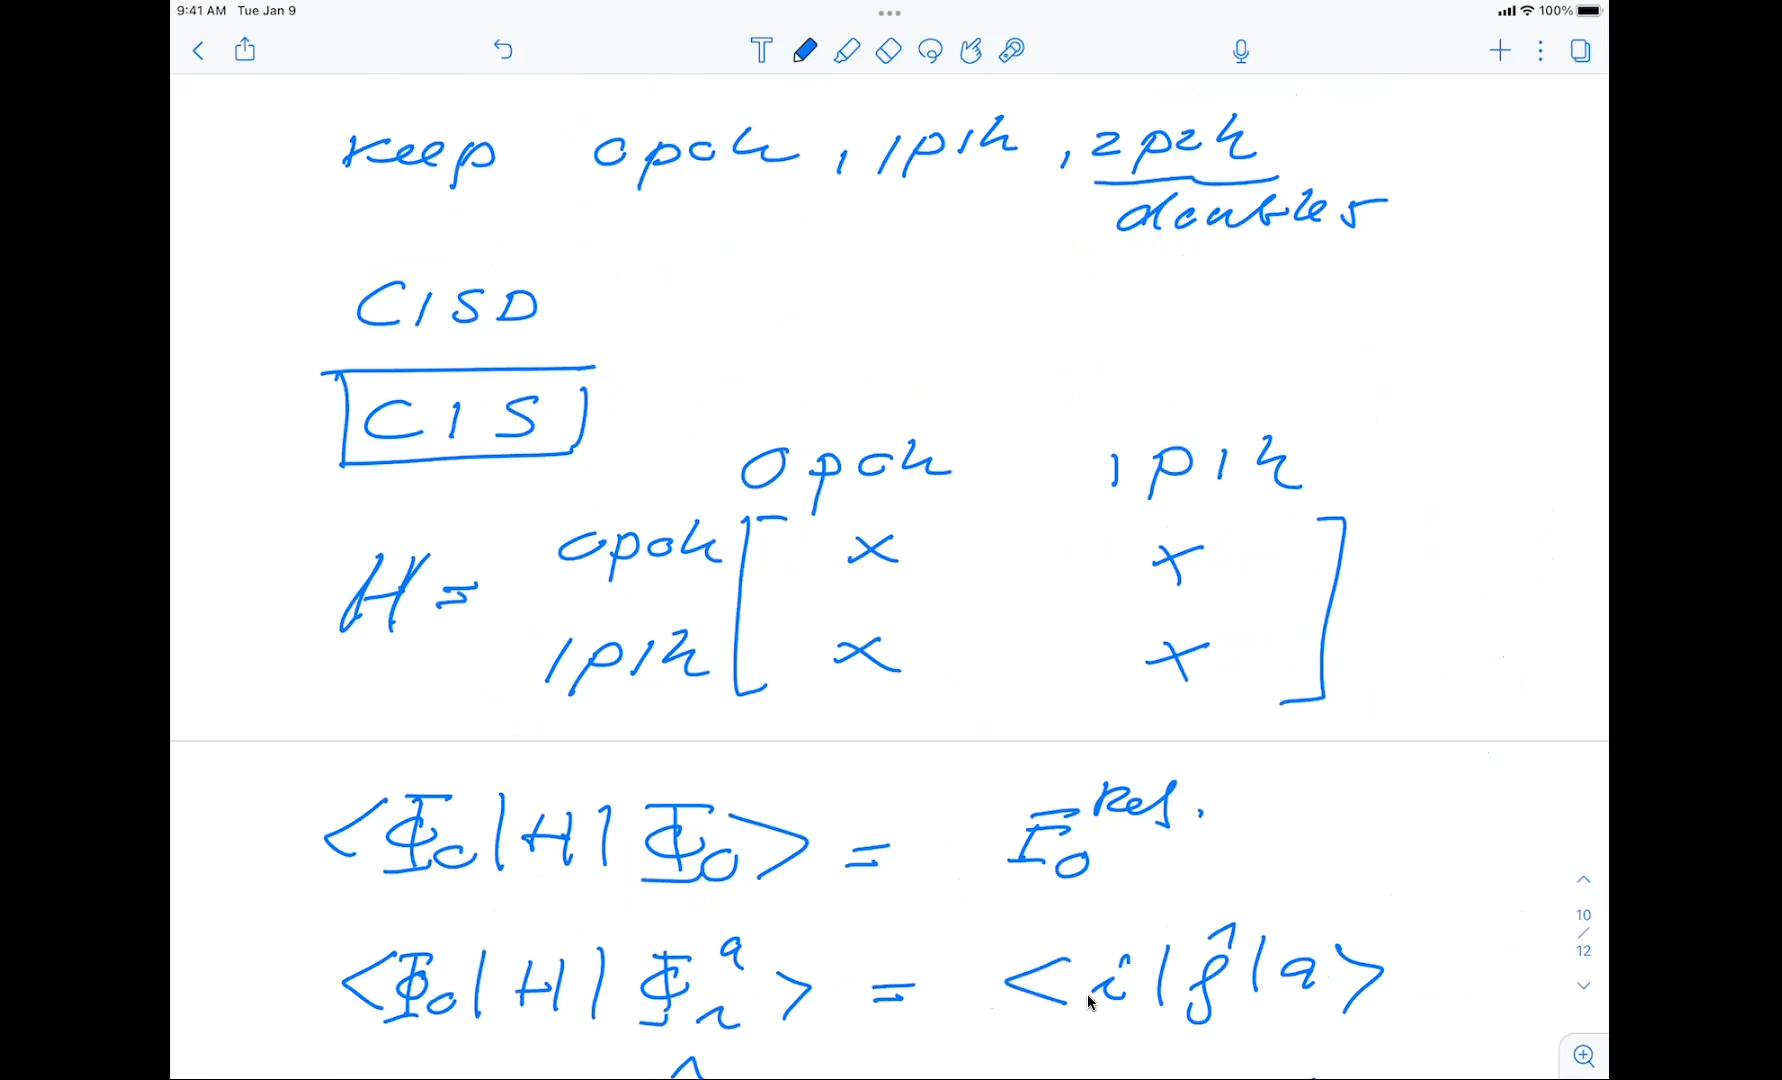 9:41 AM Tue Jan 9 100%
keep 0p0h, 1p1h, 2p2h
doubles
CISD
CIS
0p0h 1p1h
0p0h [ x x ]
H =
1p1h [ x x ]
<Φ0|H|Φ0> = E0^Ref.
10
/
12
<Φ0|H|Φi^a> = <i|f̂|a>